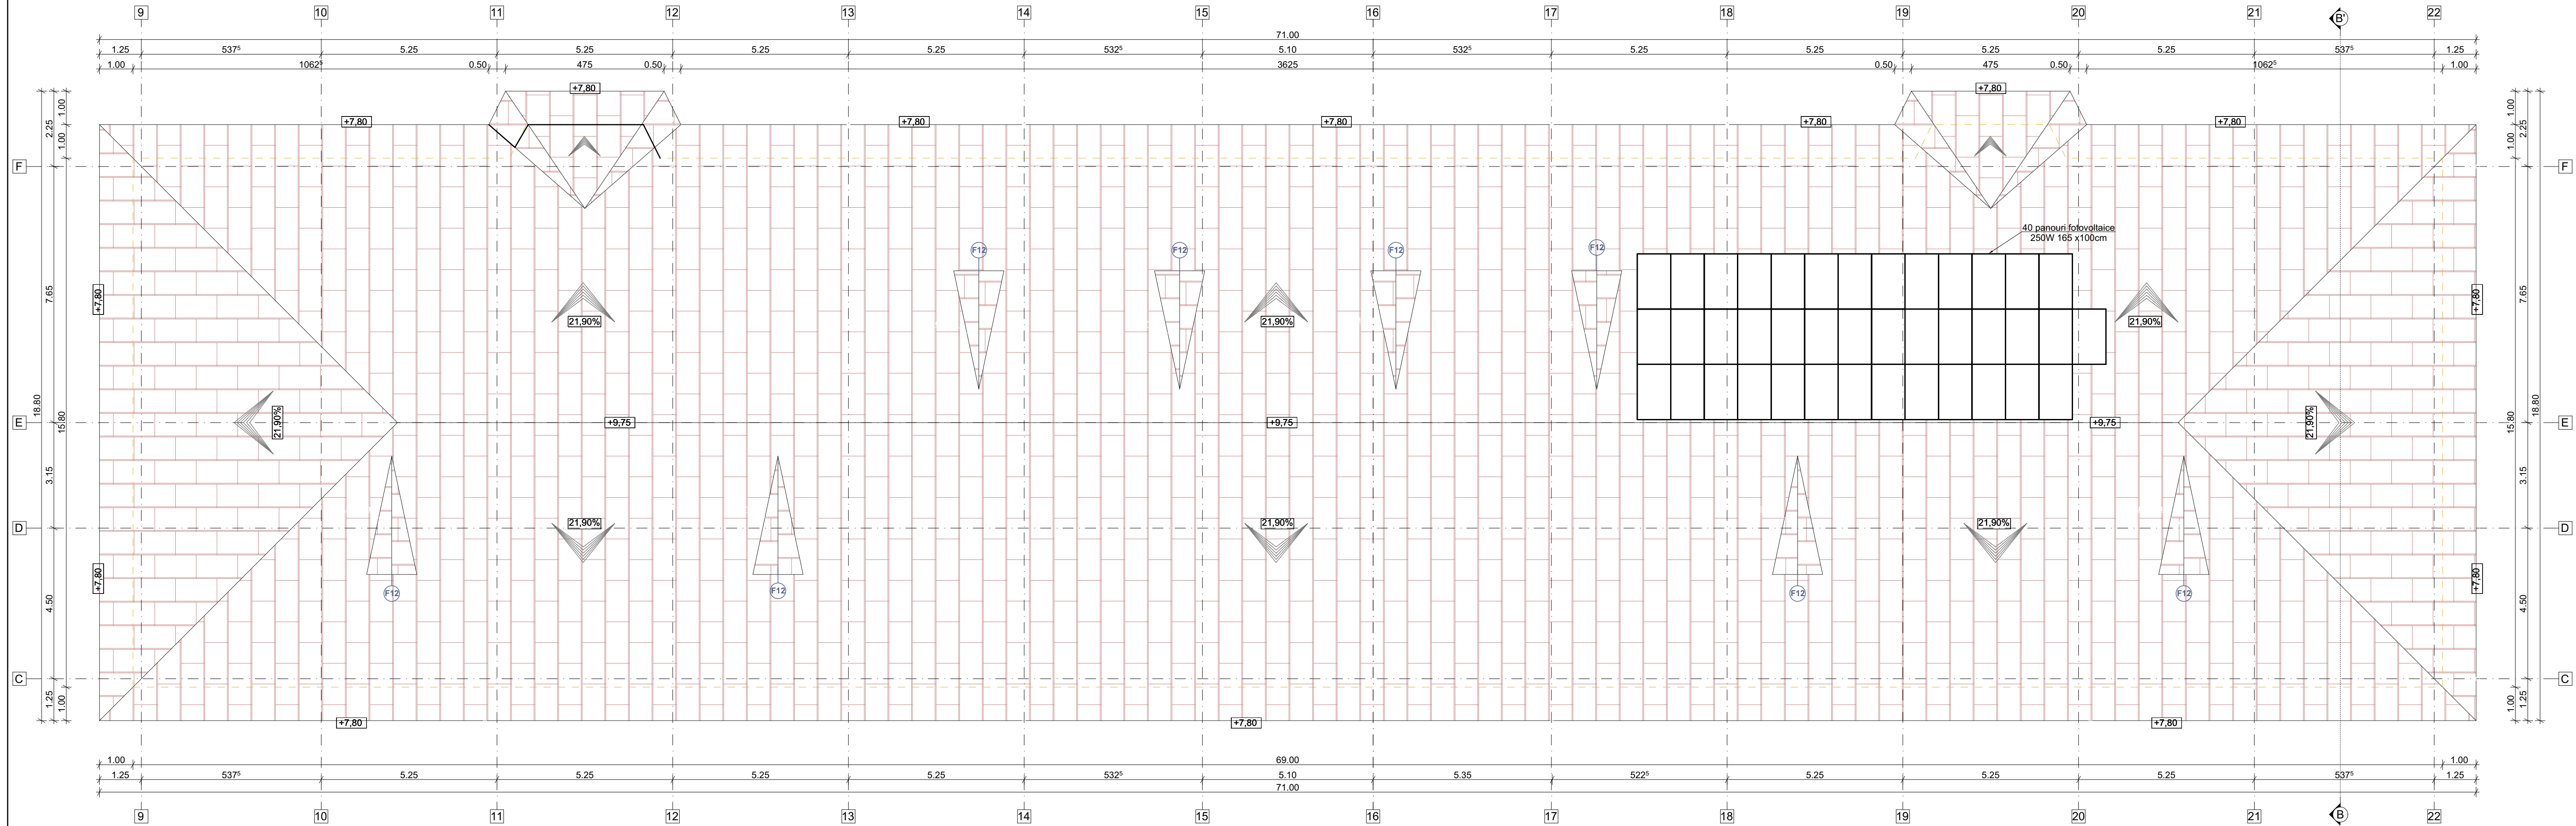 9 10 11 12 13 14 15 16 17 18 19 20 21 B' 22
71.00
1.25 537⁵ 5.25 5.25 5.25 5.25 532⁵ 5.10 532⁵ 5.25 5.25 5.25 5.25 537⁵ 1.25
1.00 1062⁵ 0.50 475 0.50 3625 0.50 475 0.50 1062⁵ 1.00
+7,80 +7,80
1.00 1.00
2.25 2.25
+7,80 +7,80 +7,80 +7,80 +7,80
1.00 1.00
F F
40 panouri fotovoltaice
250W 165 x100cm
F12 F12 F12 F12
7.65 +7,80 +7,80 7.65
21,90% 21,90% 21,90%
18.80 15.80 15.80 18.80
E 21,90% +9,75 +9,75 +9,75 21,90% E
3.15 3.15
D 21,90% 21,90% 21,90% D
+7,80 +7,80
4.50 4.50
F12 F12 F12 F12
C C
1.25 1.00 1.00 1.25
+7,80 +7,80 +7,80
1.00 69.00 1.00
1.25 537⁵ 5.25 5.25 5.25 5.25 532⁵ 5.10 5.35 522⁵ 5.25 5.25 5.25 537⁵ 1.25
71.00
9 10 11 12 13 14 15 16 17 18 19 20 21 B 22